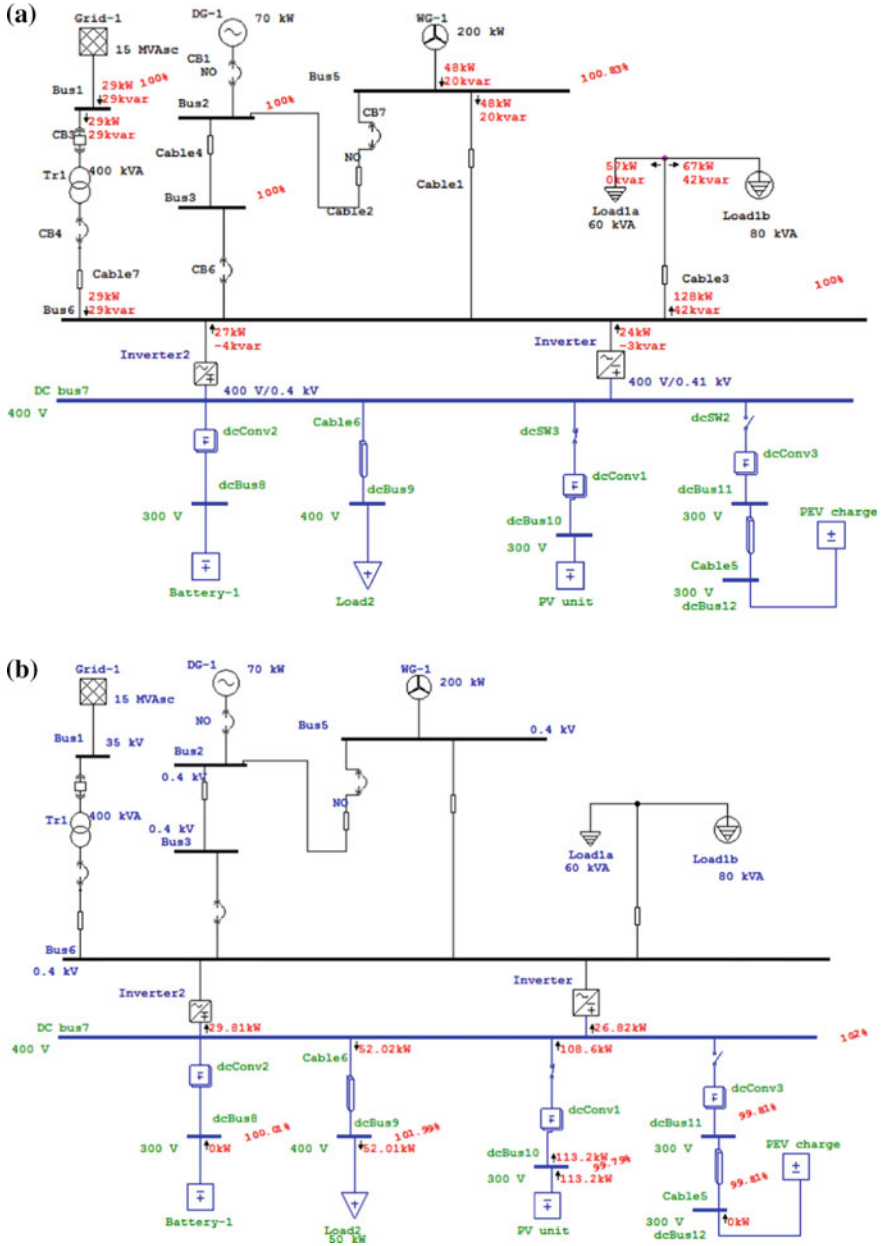 (a)
Grid-1
15 MVAsc
DG-1
70 kW
CB1
NO
WG-1
200 kW
Bus1
29kW
29kvar
100%
29kW
29kvar
CB3
Tr1
400 kVA
CB4
Cable7
29kW
29kvar
Bus6
Bus2
100%
Cable4
Bus3
100%
CB6
Bus5
48kW
20kvar
100.83%
CB7
NO
Cable2
48kW
20kvar
Cable1
57kW
0kvar
67kW
42kvar
Load1a
60 kVA
Load1b
80 kVA
Cable3
128kW
42kvar
100%
27kW
-4kvar
Inverter2
24kW
-3kvar
Inverter
DC bus7
400 V
400 V/0.4 kV
400 V/0.41 kV
dcConv2
dcBus8
300 V
Battery-1
Cable6
dcBus9
400 V
Load2
dcSW3
dcConv1
dcBus10
300 V
PV unit
dcSW2
dcConv3
dcBus11
300 V
Cable5
300 V
dcBus12
PEV charge
(b)
Grid-1
15 MVAsc
DG-1
70 kW
NO
WG-1
200 kW
Bus1
35 kV
Tr1
400 kVA
Bus2
0.4 kV
0.4 kV
Bus3
Bus5
0.4 kV
NO
Load1a
60 kVA
Load1b
80 kVA
Bus6
0.4 kV
Inverter2
Inverter
DC bus7
400 V
29.81kW
52.02kW
108.6kW
26.82kW
102%
dcConv2
dcBus8
300 V
100.01%
0kW
Battery-1
Cable6
dcBus9
400 V
101.99%
52.01kW
Load2
50 kW
dcConv1
dcBus10
300 V
113.2kW
99.79%
113.2kW
PV unit
dcConv3
dcBus11
300 V
99.81%
Cable5
99.81%
300 V
0kW
dcBus12
PEV charge